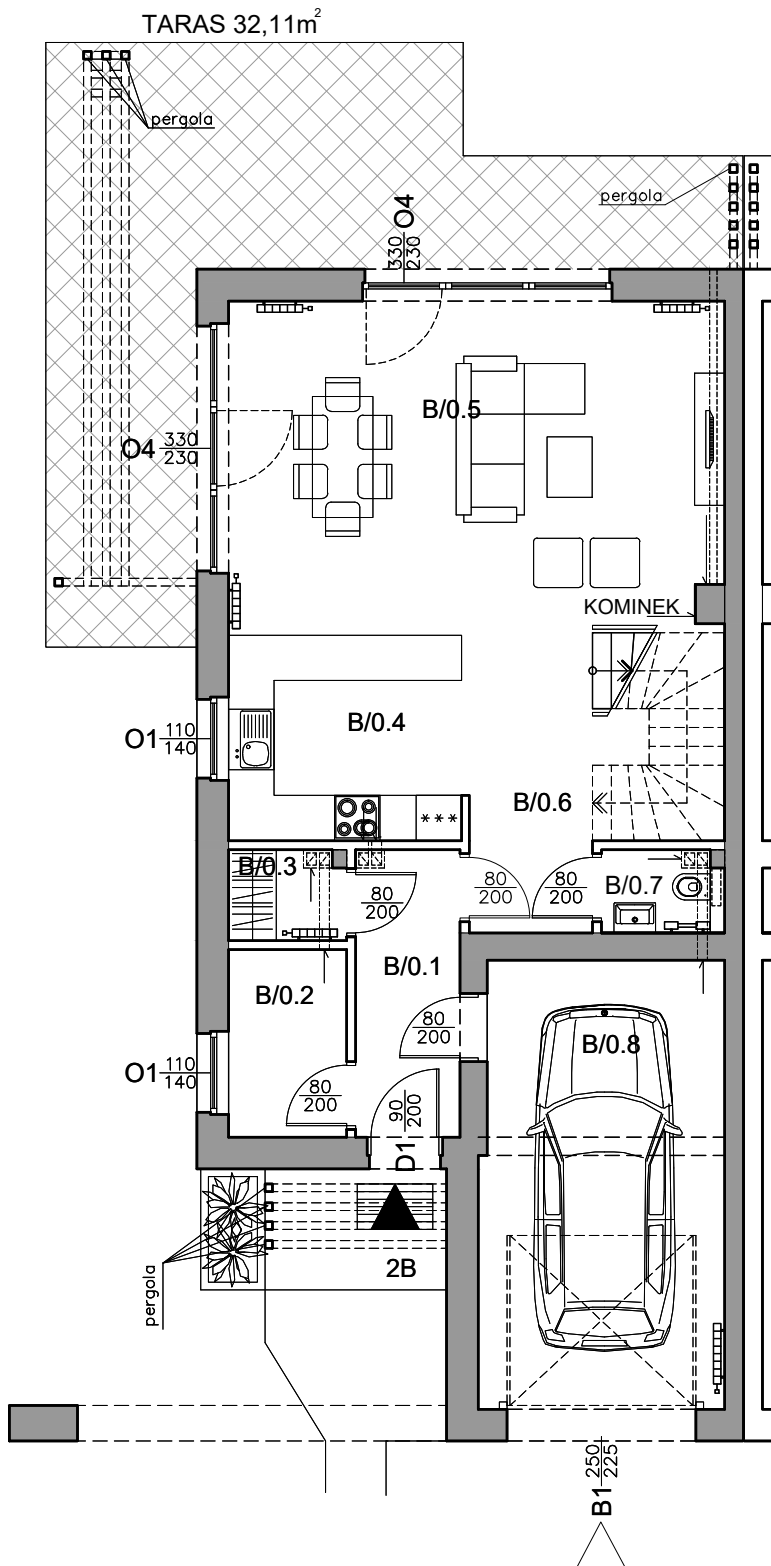 TARAS 32,11m²
pergola
pergola
330
230
O4
B/0.5
O4
330
230
KOMINEK
B/0.4
O1
110
140
B/0.6
***
B/0.3
80
200
80
200
80
200
B/0.7
B/0.1
B/0.2
80
200
B/0.8
O1
110
140
80
200
90
200
D1
2B
pergola
B1
250
225